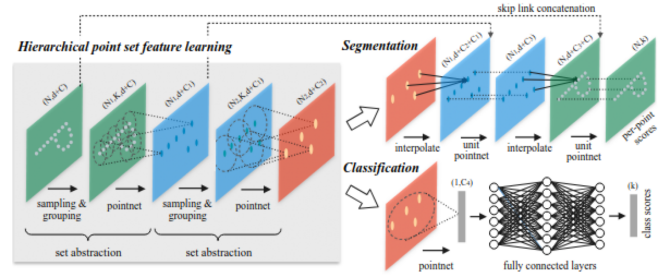 skip link concatenation
Hierarchical point set feature learning
Segmentation
(N,d+C)
(N1,K,d+C)
(N1,d+C1)
(N2,K,d+C1)
(N2,d+C2)
(N1,d+C2+C1)
(N1,d+C3)
(N,d+C3+C)
(N,k)
per-point
scores
sampling &
grouping
pointnet
sampling &
grouping
pointnet
set abstraction
set abstraction
interpolate
unit
pointnet
interpolate
unit
pointnet
Classification
(1,C4)
(k)
class scores
pointnet
fully connected layers